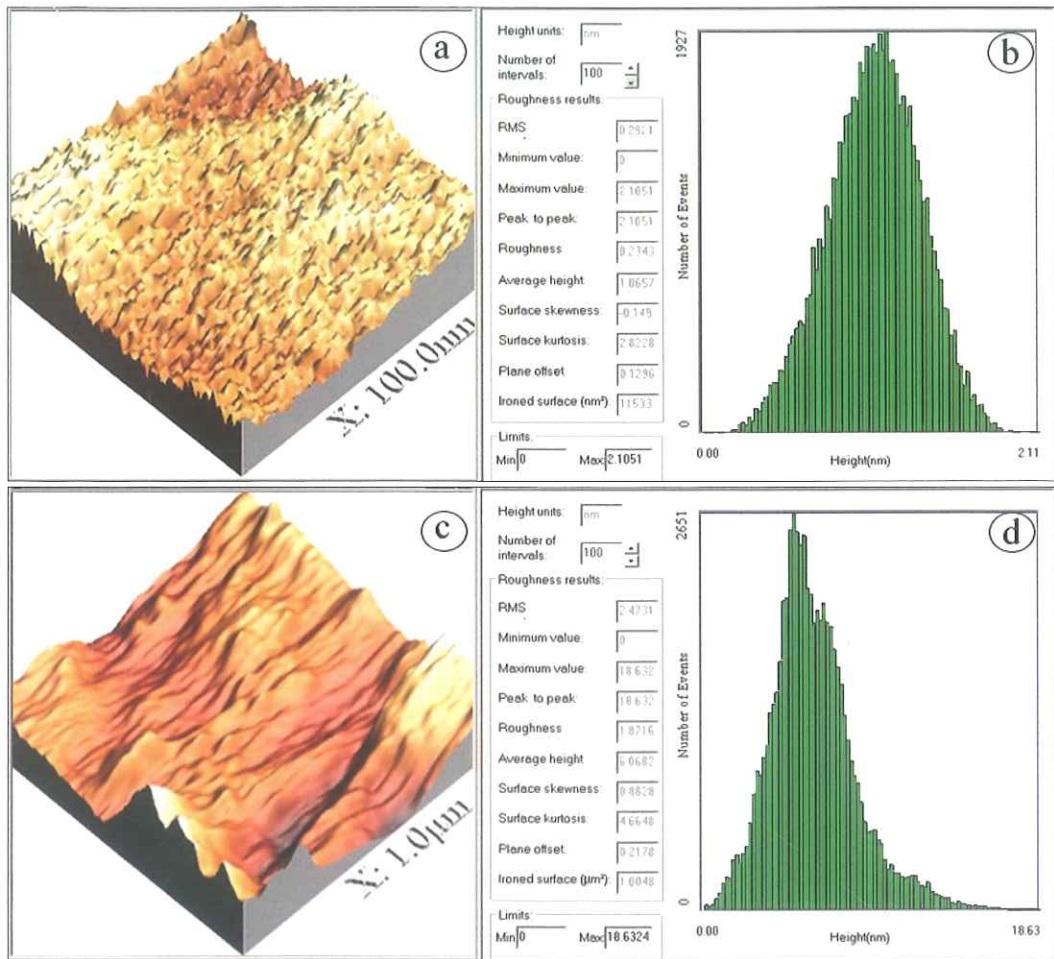 a
X: 100.0nm
Height units: nm
Number of
intervals: 100
Roughness results:
RMS 0.2921
Minimum value: 0
Maximum value: 2.1051
Peak to peak: 2.1051
Roughness 0.2343
Average height 1.0657
Surface skewness: -0.149
Surface kurtosis: 2.8228
Plane offset 0.1296
Ironed surface (nm²) 11533
Limits:
Min 0 Max 2.1051
b
1927
Number of Events
0
0.00 2.11
Height(nm)
c
X: 1.0µm
Height units: nm
Number of
intervals: 100
Roughness results:
RMS 2.4731
Minimum value: 0
Maximum value: 18.632
Peak to peak: 18.632
Roughness 1.8716
Average height 6.0682
Surface skewness: 0.8828
Surface kurtosis: 4.6648
Plane offset: 0.2178
Ironed surface (µm²) 1.0048
Limits:
Min 0 Max 18.6324
d
2651
Number of Events
0
0.00 18.63
Height(nm)